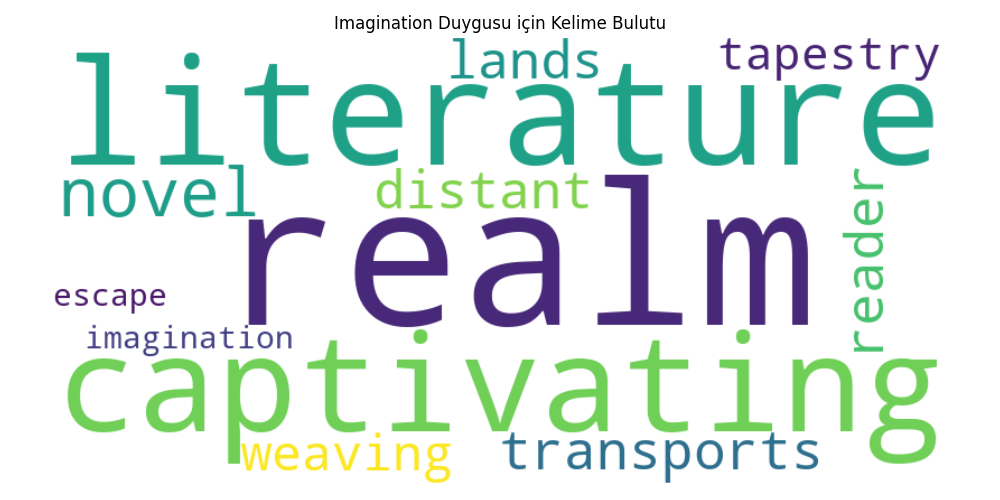 Imagination Duygusu için Kelime Bulutu
lands
tapestry
literature
novel
distant
reader
realm
escape
imagination
captivating
weaving
transports